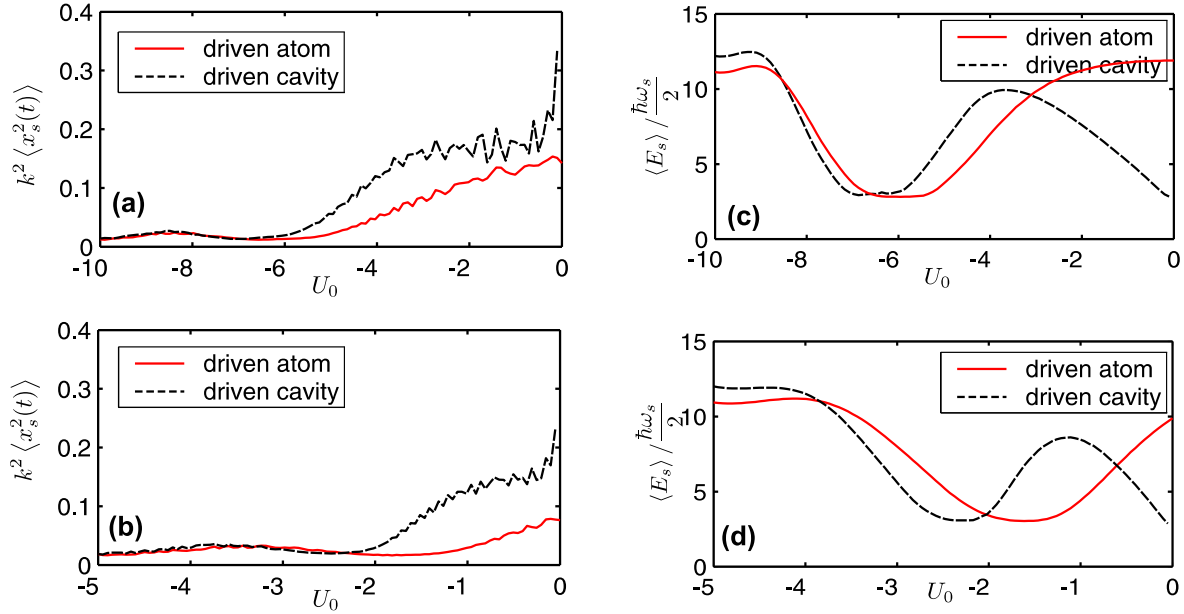 0.4
0.3
0.2
0.1
0
k² ⟨x_s²(t)⟩
driven atom
driven cavity
(a)
-10 -8 -6 -4 -2 0
U₀
15
10
5
0
⟨E_s⟩ / ħω_s/2
driven atom
driven cavity
(c)
-10 -8 -6 -4 -2 0
U₀
0.4
0.3
0.2
0.1
0
k² ⟨x_s²(t)⟩
driven atom
driven cavity
(b)
-5 -4 -3 -2 -1 0
U₀
15
10
5
0
⟨E_s⟩ / ħω_s/2
driven atom
driven cavity
(d)
-5 -4 -3 -2 -1 0
U₀